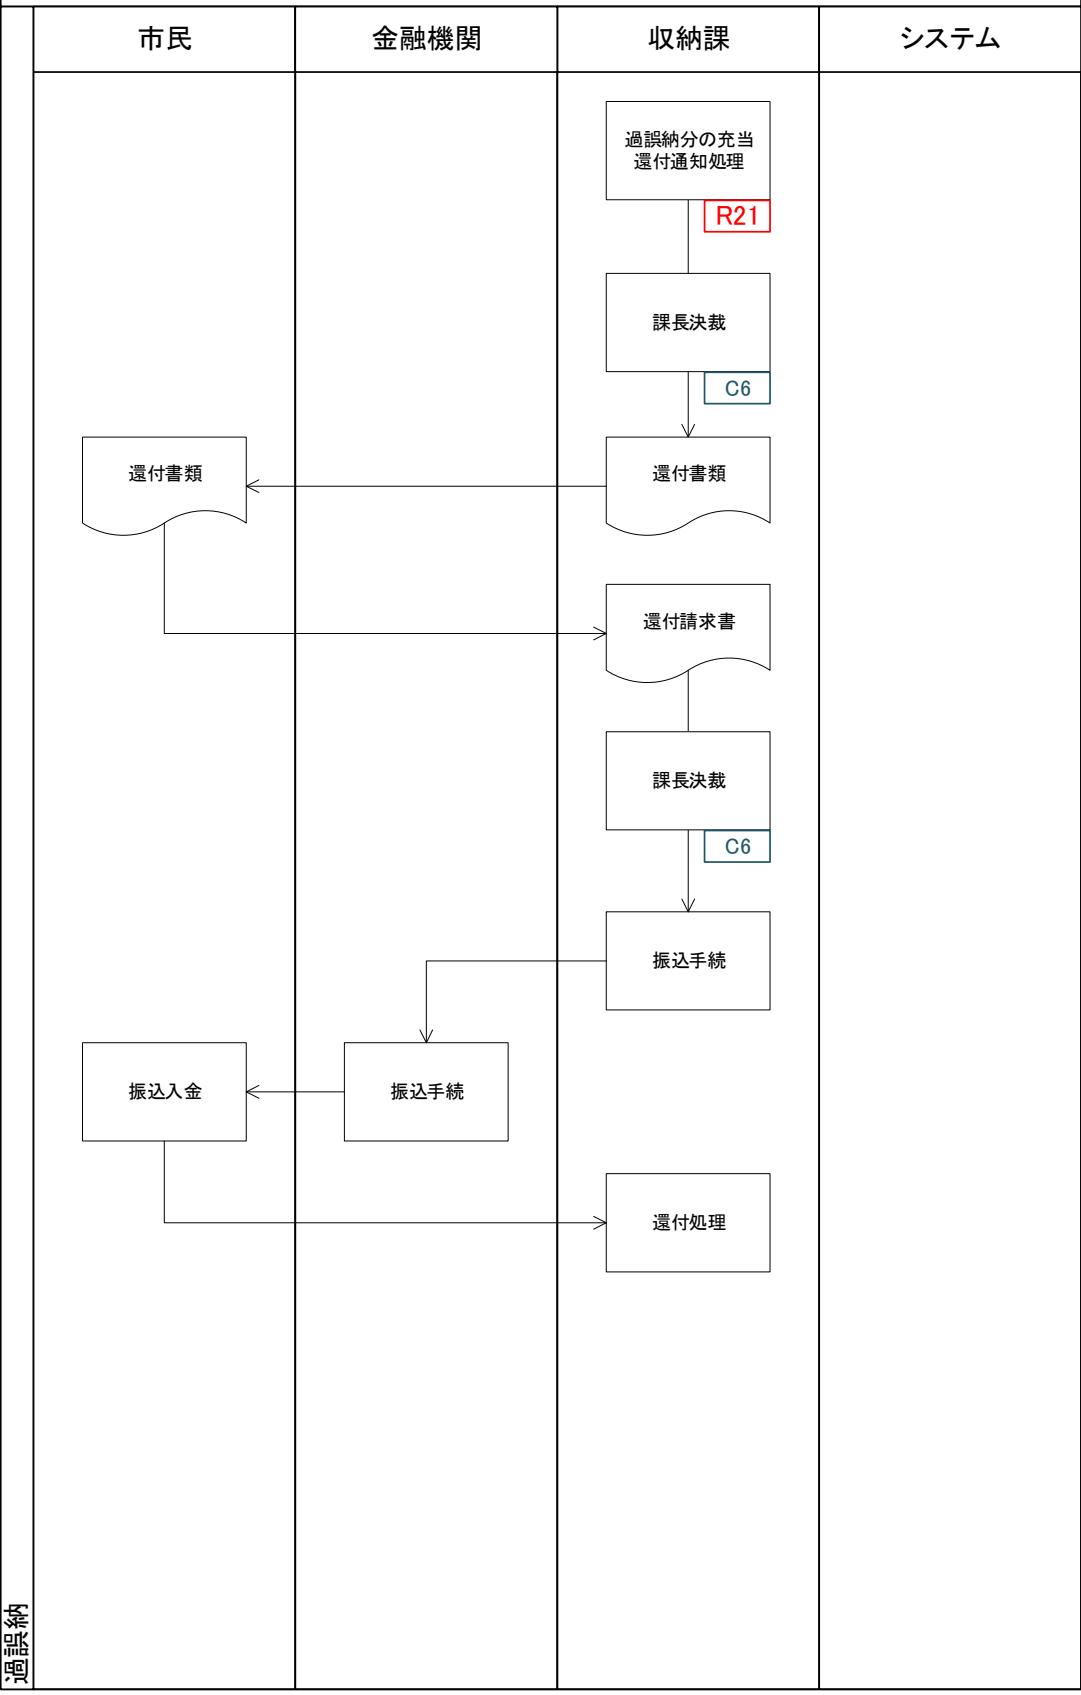 市民
金融機関
収納課
システム
過誤納分の充当
還付通知処理
R21
課長決裁
C6
還付書類
還付書類
還付請求書
課長決裁
C6
振込手続
振込入金
振込手続
還付処理
過誤納